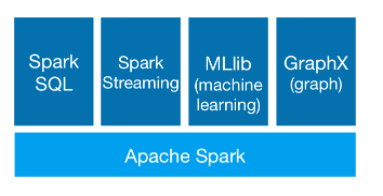 Spark
SQL
Spark
Streaming
MLlib
(machine
learning)
GraphX
(graph)
Apache Spark